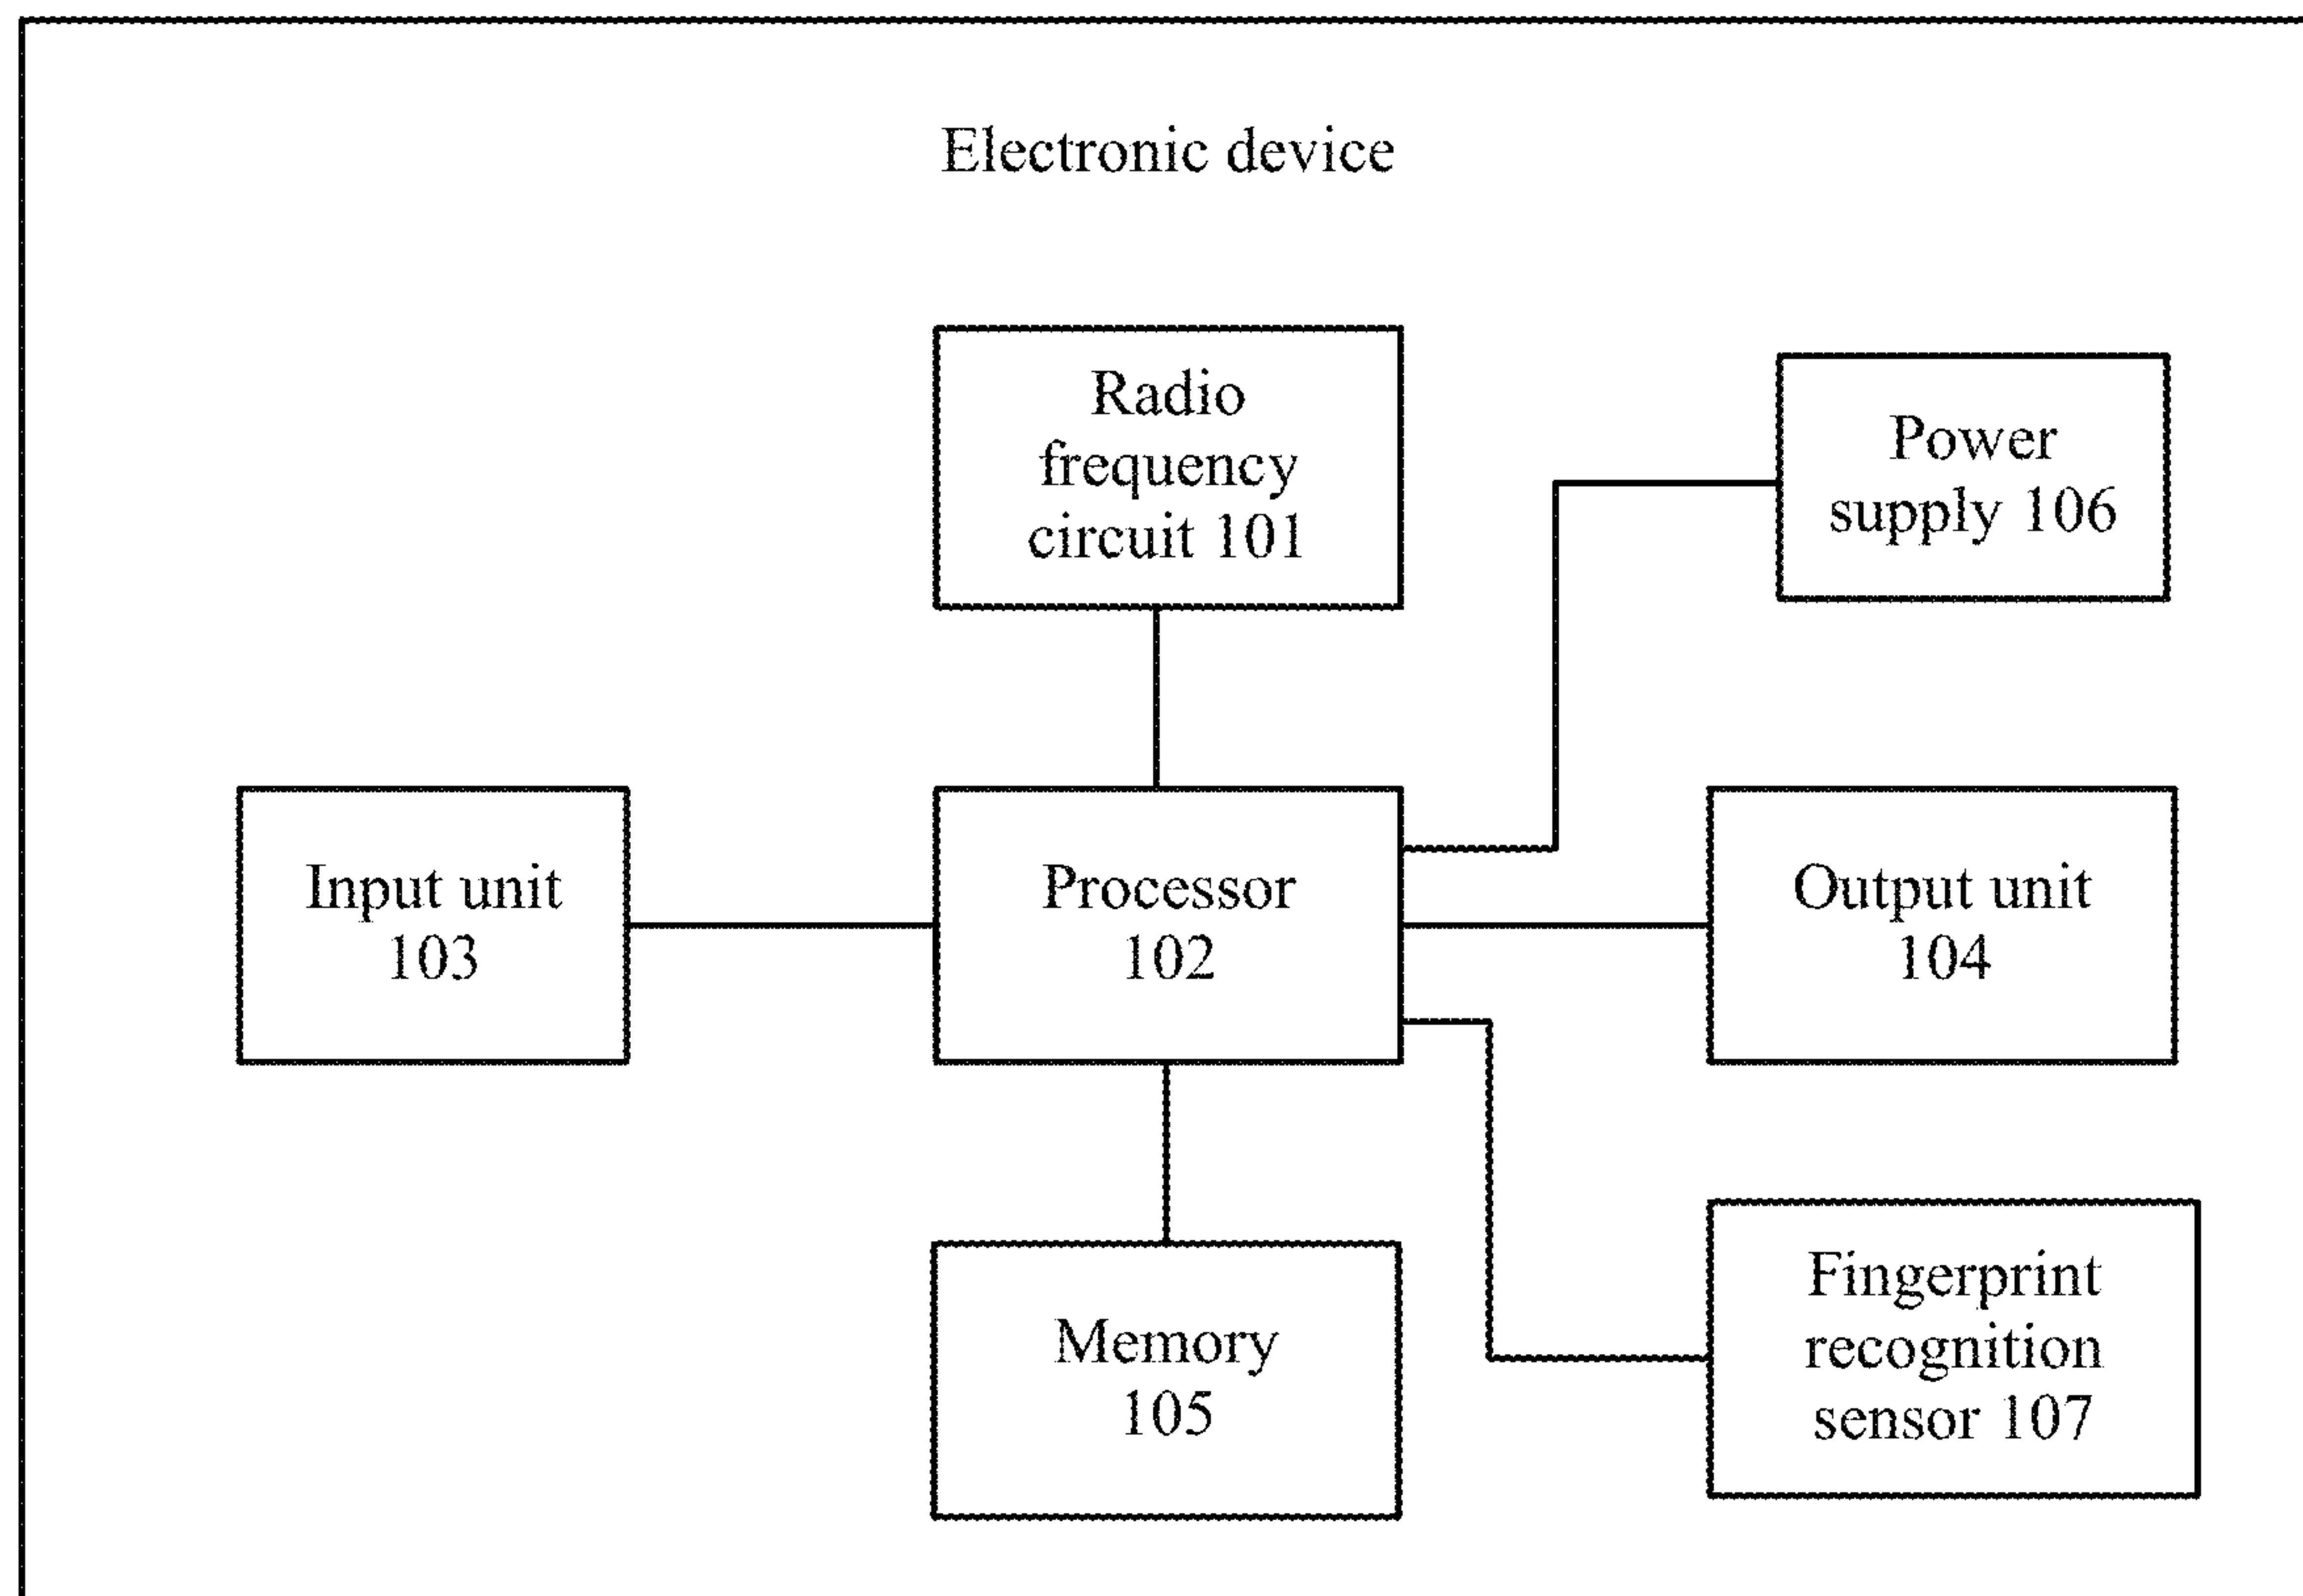 Electronic device
Radio
frequency
circuit 101
Power
supply 106
Input unit
103
Processor
102
Output unit
104
Memory
105
Fingerprint
recognition
sensor 107